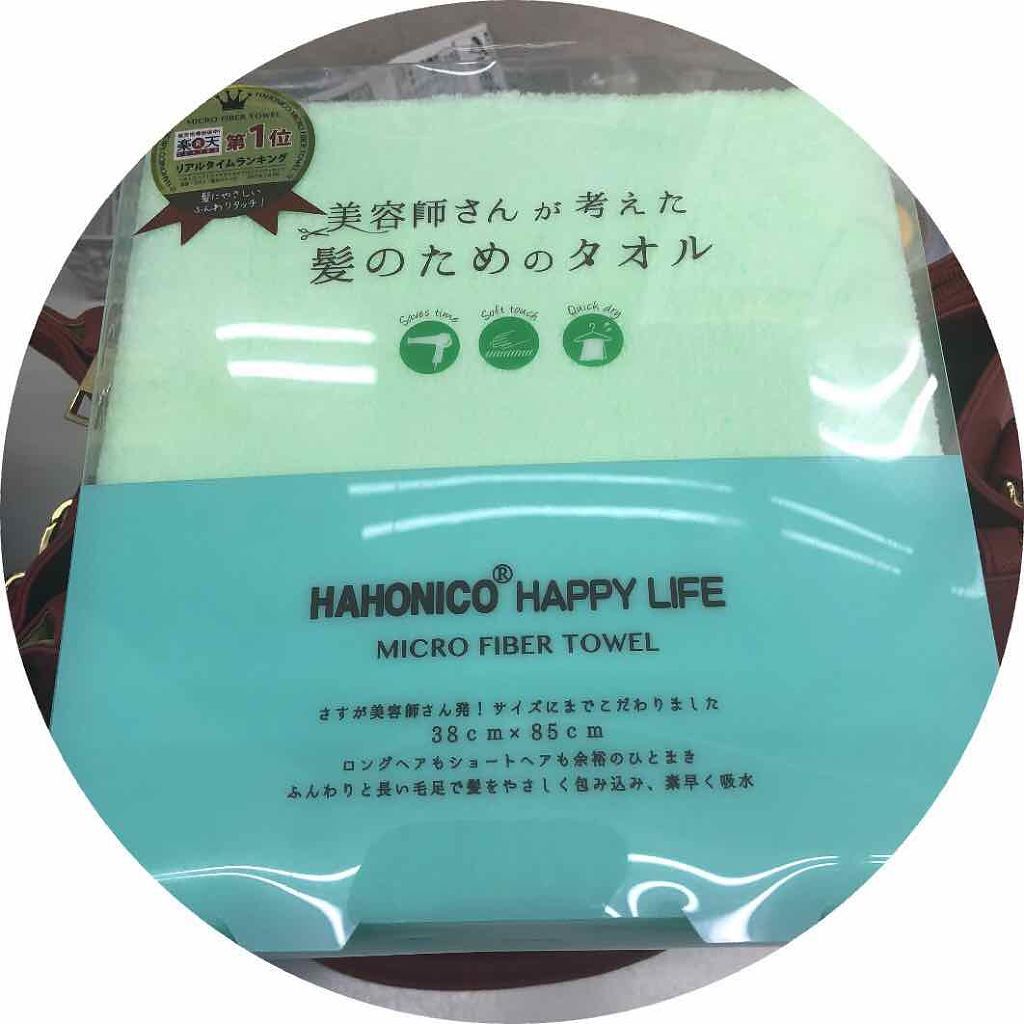 MICRO FIBER TOWEL
楽天
第1位
リアルタイムランキング
髪にやさしい
ふんわりタッチ!
美容師さんが考えた
髪のためのタオル
Saves time
Soft touch
Quick dry
HAHONICO® HAPPY LIFE
MICRO FIBER TOWEL
さすが美容師さん発!サイズにまでこだわりました
38cm×85cm
ロングヘアもショートヘアも余裕のひとまき
ふんわりと長い毛足で髪をやさしく包み込み、素早く吸水